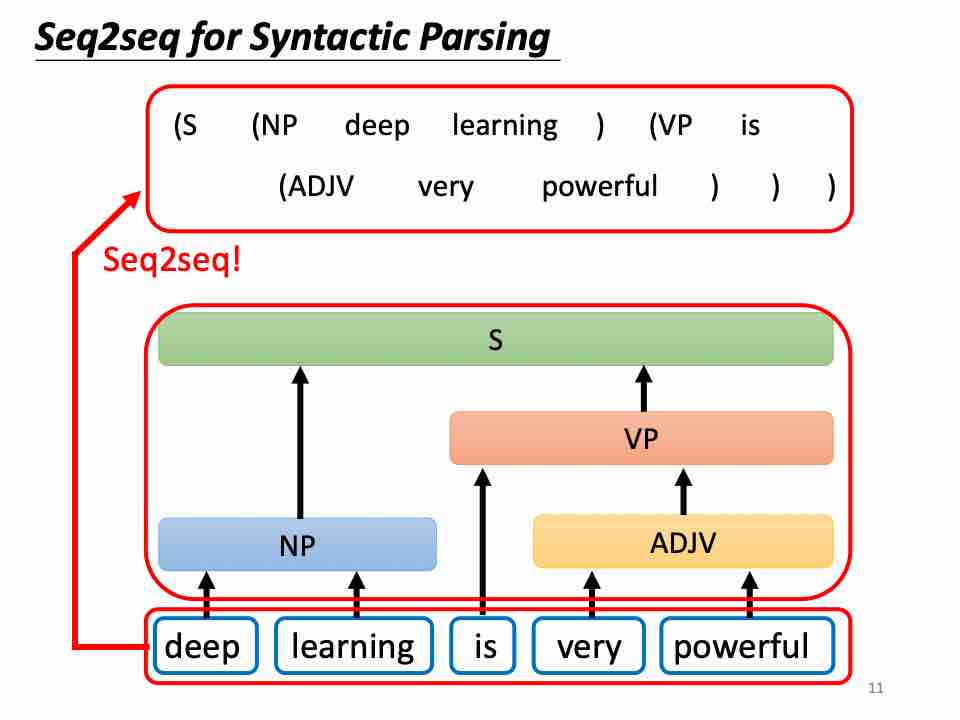 Seq2seq for Syntactic Parsing
(S (NP deep learning ) (VP is
(ADJV very powerful ) ) )
Seq2seq!
S
VP
NP ADJV
deep learning is very powerful
11